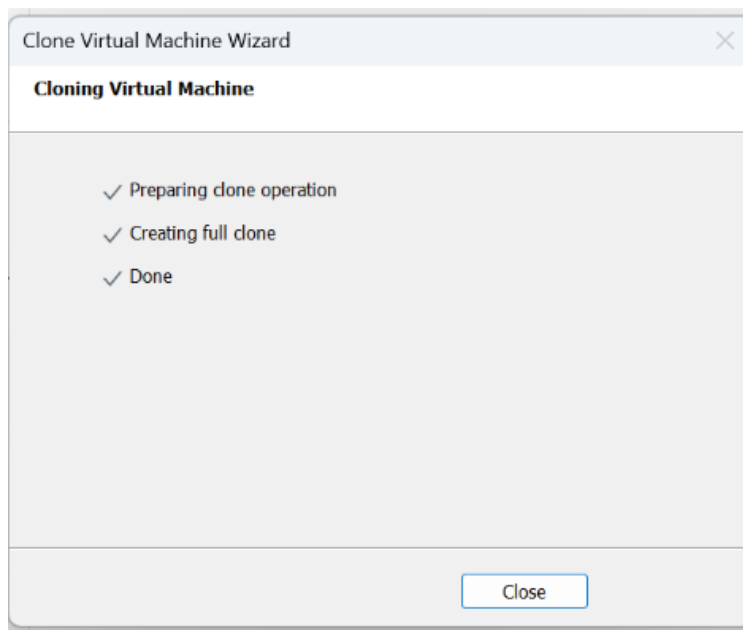 Clone Virtual Machine Wizard
Cloning Virtual Machine
Preparing clone operation
Creating full clone
Done
Close